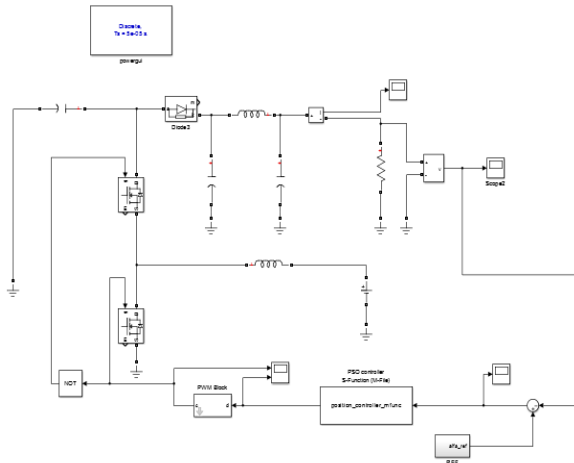 Discrete,
Ts = 5e-05 s
powergui
Diode3
Scope2
NOT
PWM Block
PSO controller
S-Function (M-File)
position_controller_mfunc
alfa_ref